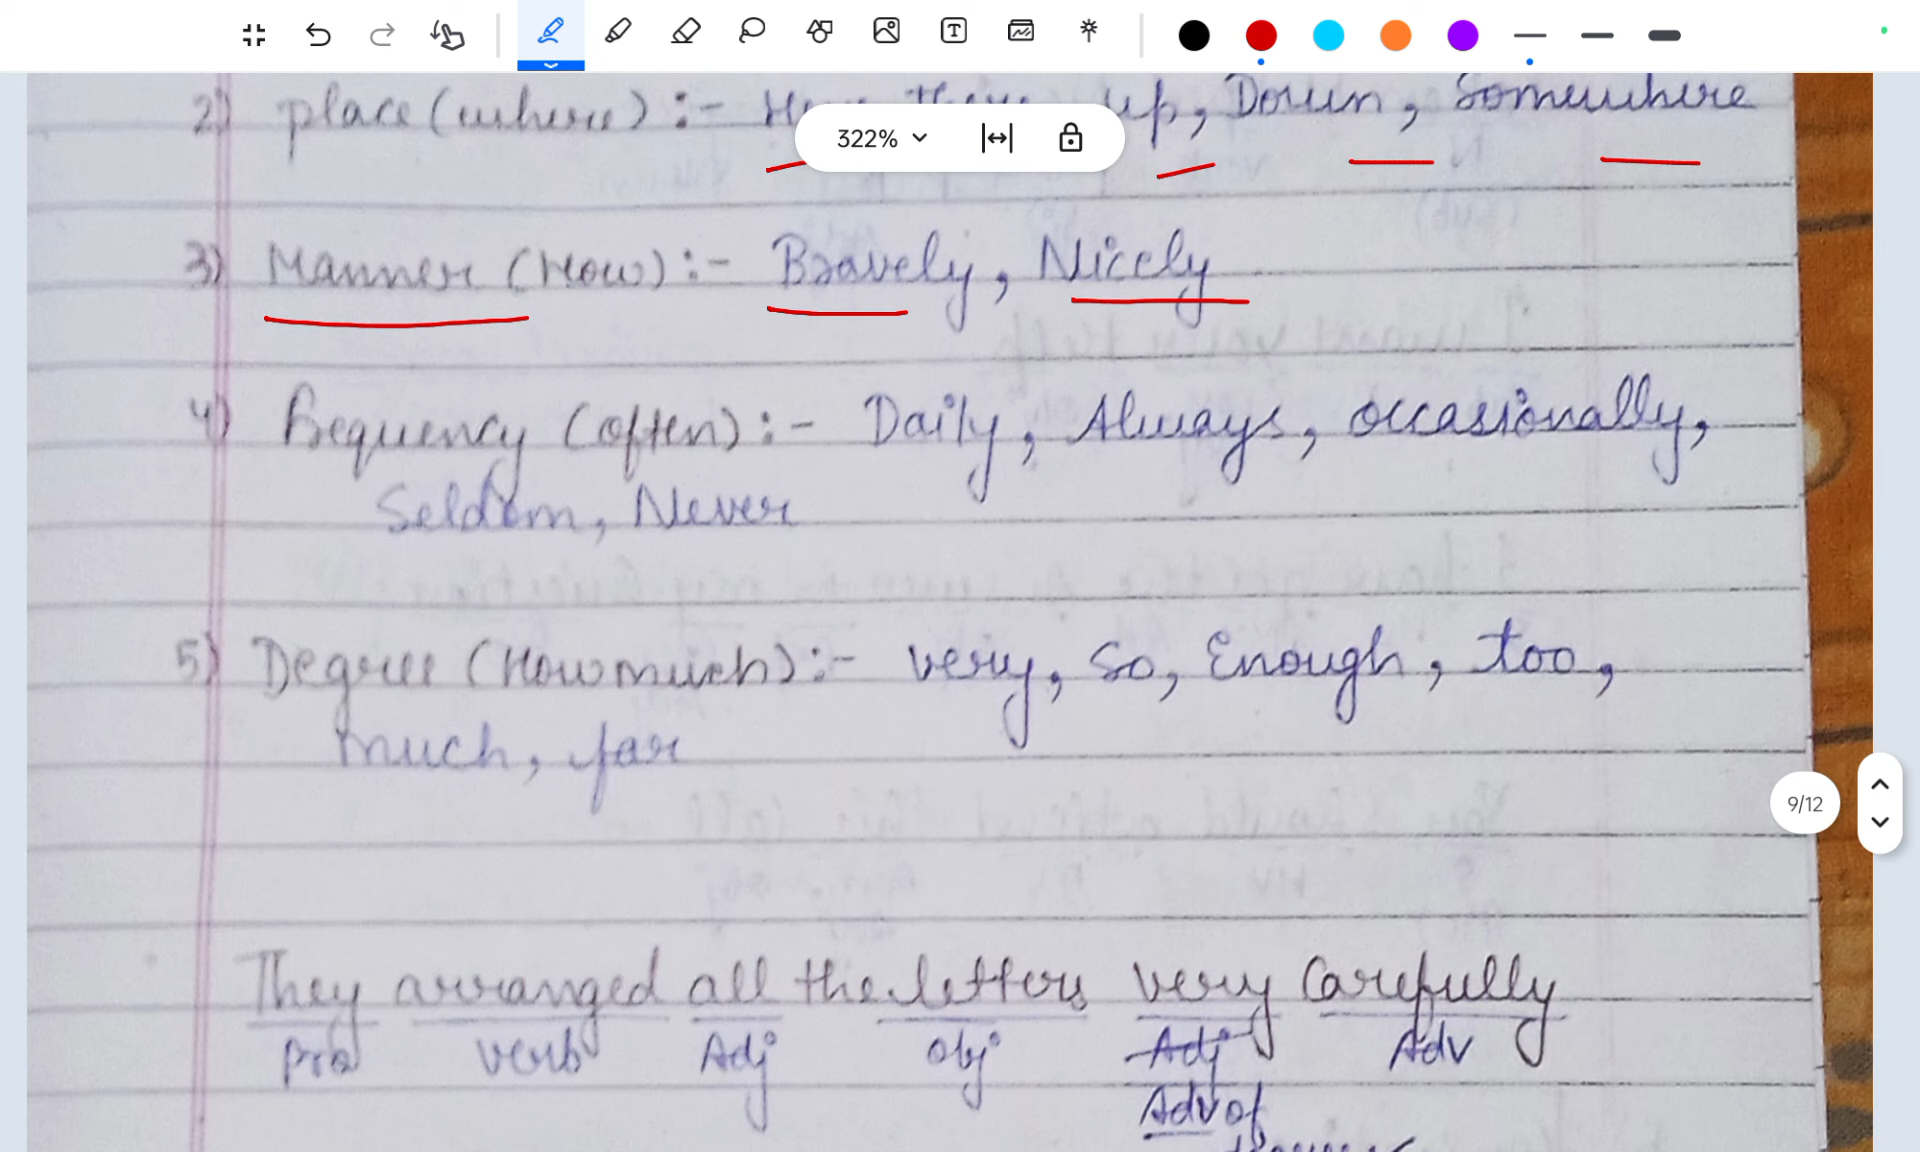 322%
2) place (where) :- Here, there, up, Down, Somewhere
3) Manner (How) :- Bravely, Nicely
4) Frequency (often) :- Daily, Always, occasionally,
Seldom, Never
5) Degree (How much) :- very, so, Enough, too,
much, far
9/12
They arranged all the letters very Carefully
Pro verb Adj obj Adj Adv
Adv of